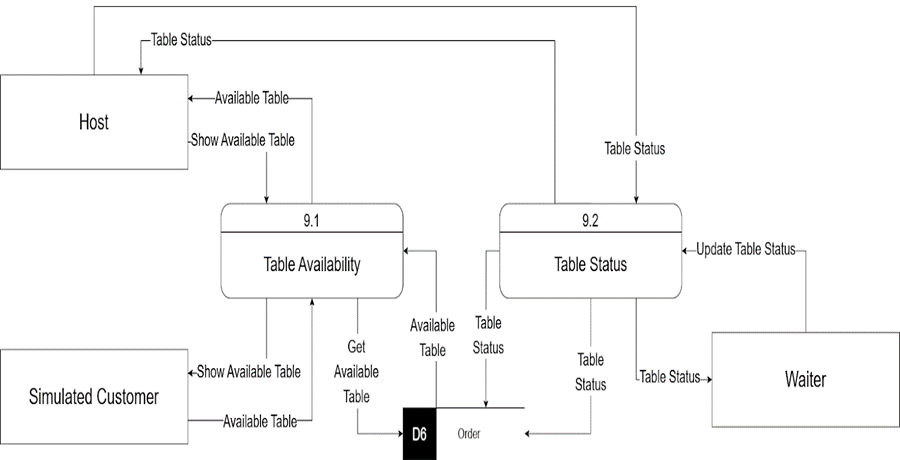 Table Status
Available Table
Host
Show Available Table
Table Status
9.1
9.2
Table Availability
Table Status
Update Table Status
Available
Table
Table
Status
Get
Available
Table
Table
Status
Show Available Table
Table Status
Waiter
Simulated Customer
Available Table
D6
Order